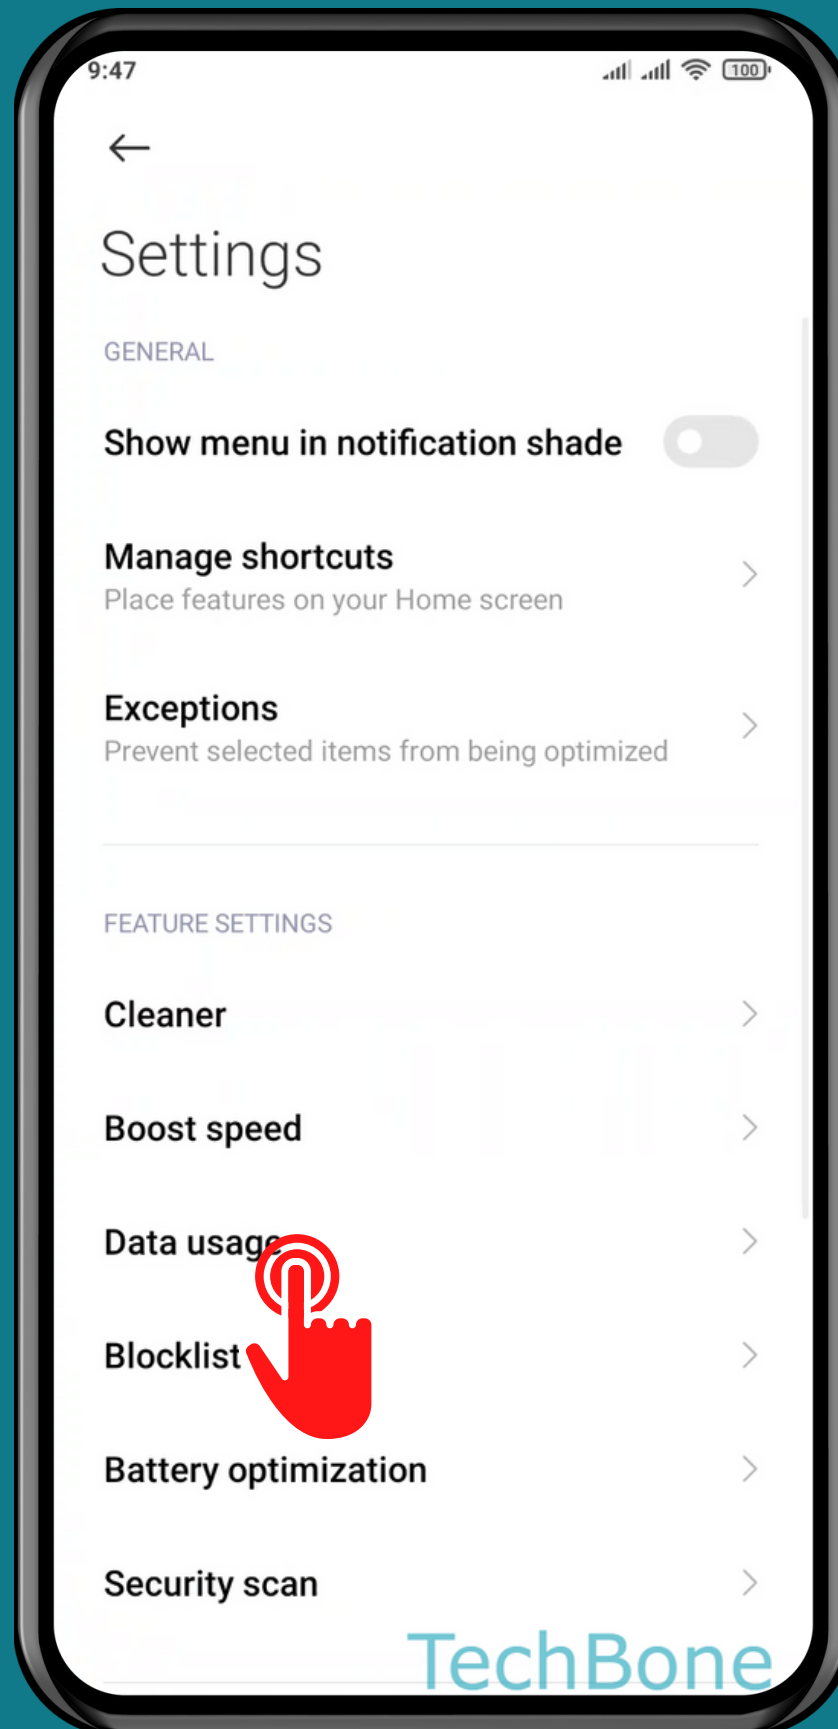 9:47
100
Settings
GENERAL
Show menu in notification shade
Manage shortcuts
Place features on your Home screen
Exceptions
Prevent selected items from being optimized
FEATURE SETTINGS
Cleaner
Boost speed
Data usage
Blocklist
Battery optimization
Security scan
TechBone